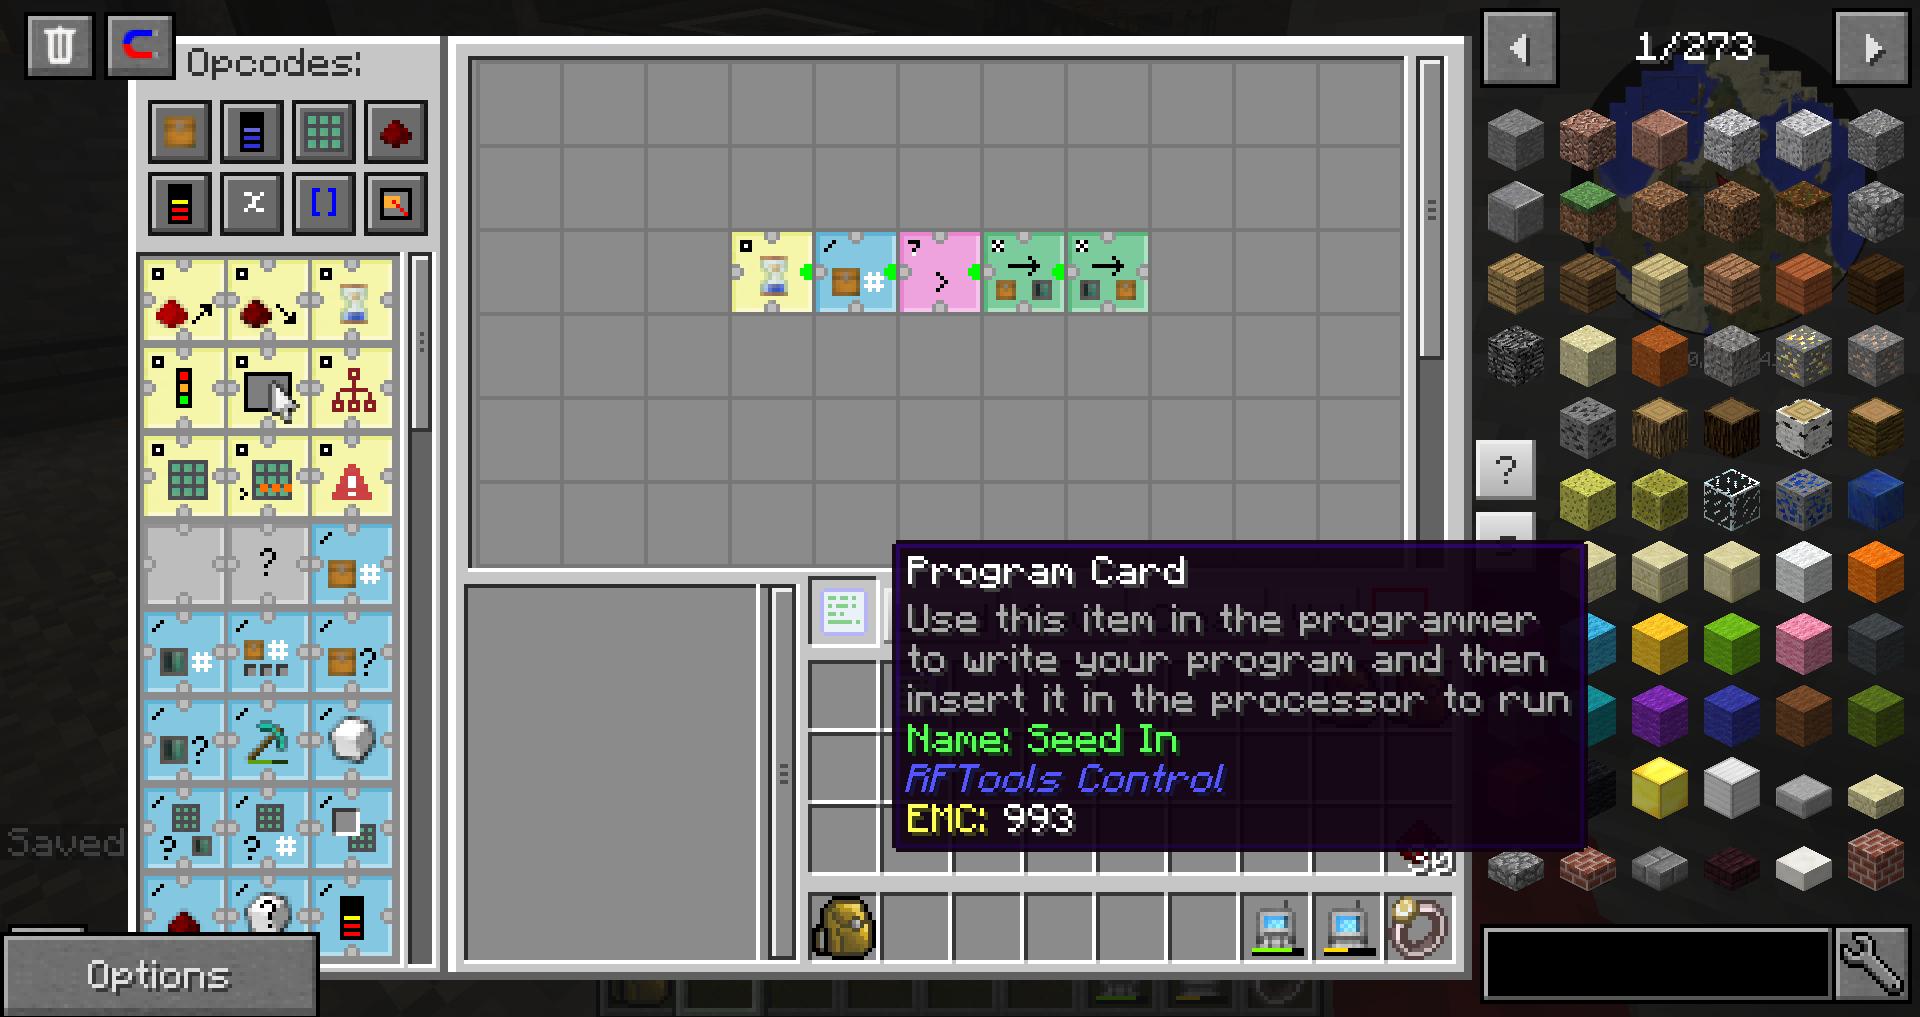 Opcodes:
1/273
Program Card
Use this item in the programmer
to write your program and then
insert it in the processor to run
Name: Seed In
RFTools Control
EMC: 993
Saved
30
Options